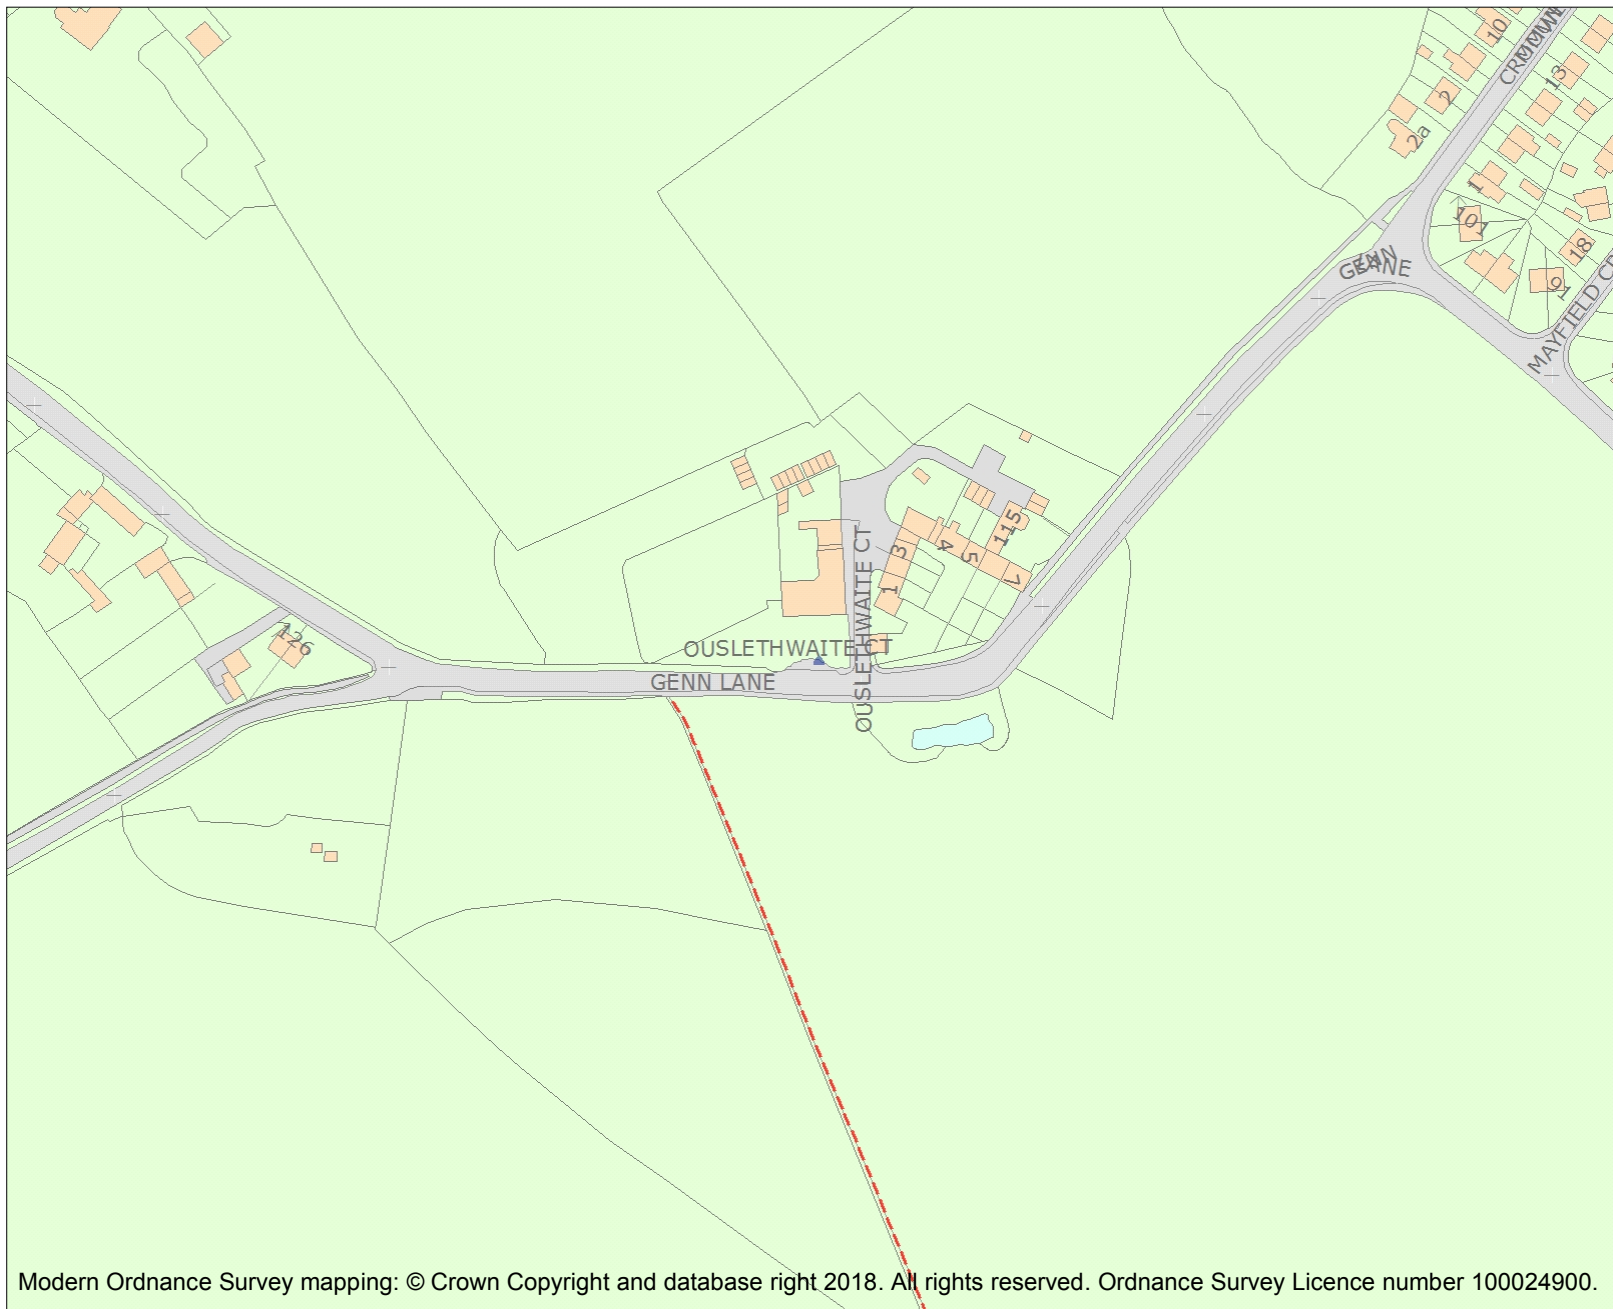 10
13
2
2a
1
101
18
91
GENN
LANE
MAYFIELD
115
3
4
5
7
1
OUSLETHWAITE CT
OUSLETHWAITE CT
126
GENN LANE
Modern Ordnance Survey mapping: © Crown Copyright and database right 2018. All rights reserved. Ordnance Survey Licence number 100024900.